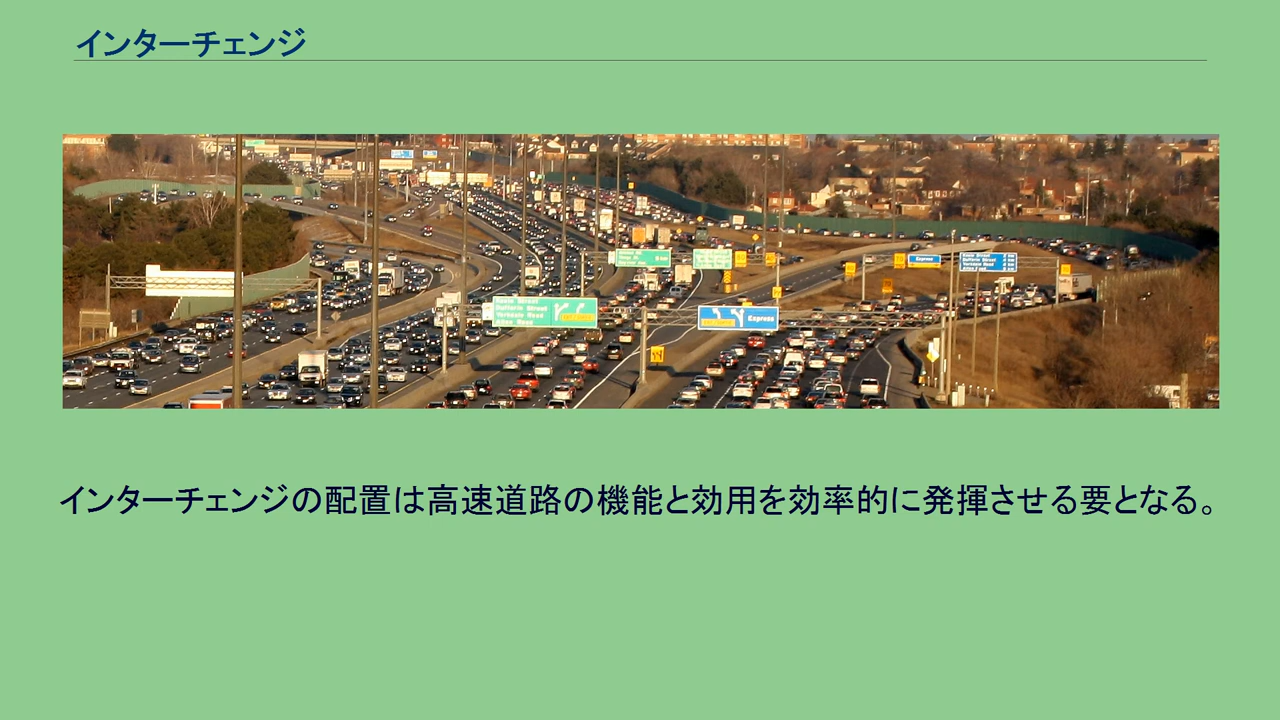 インターチェンジ
Express
Express
インターチェンジの配置は高速道路の機能と効用を効率的に発揮させる要となる。